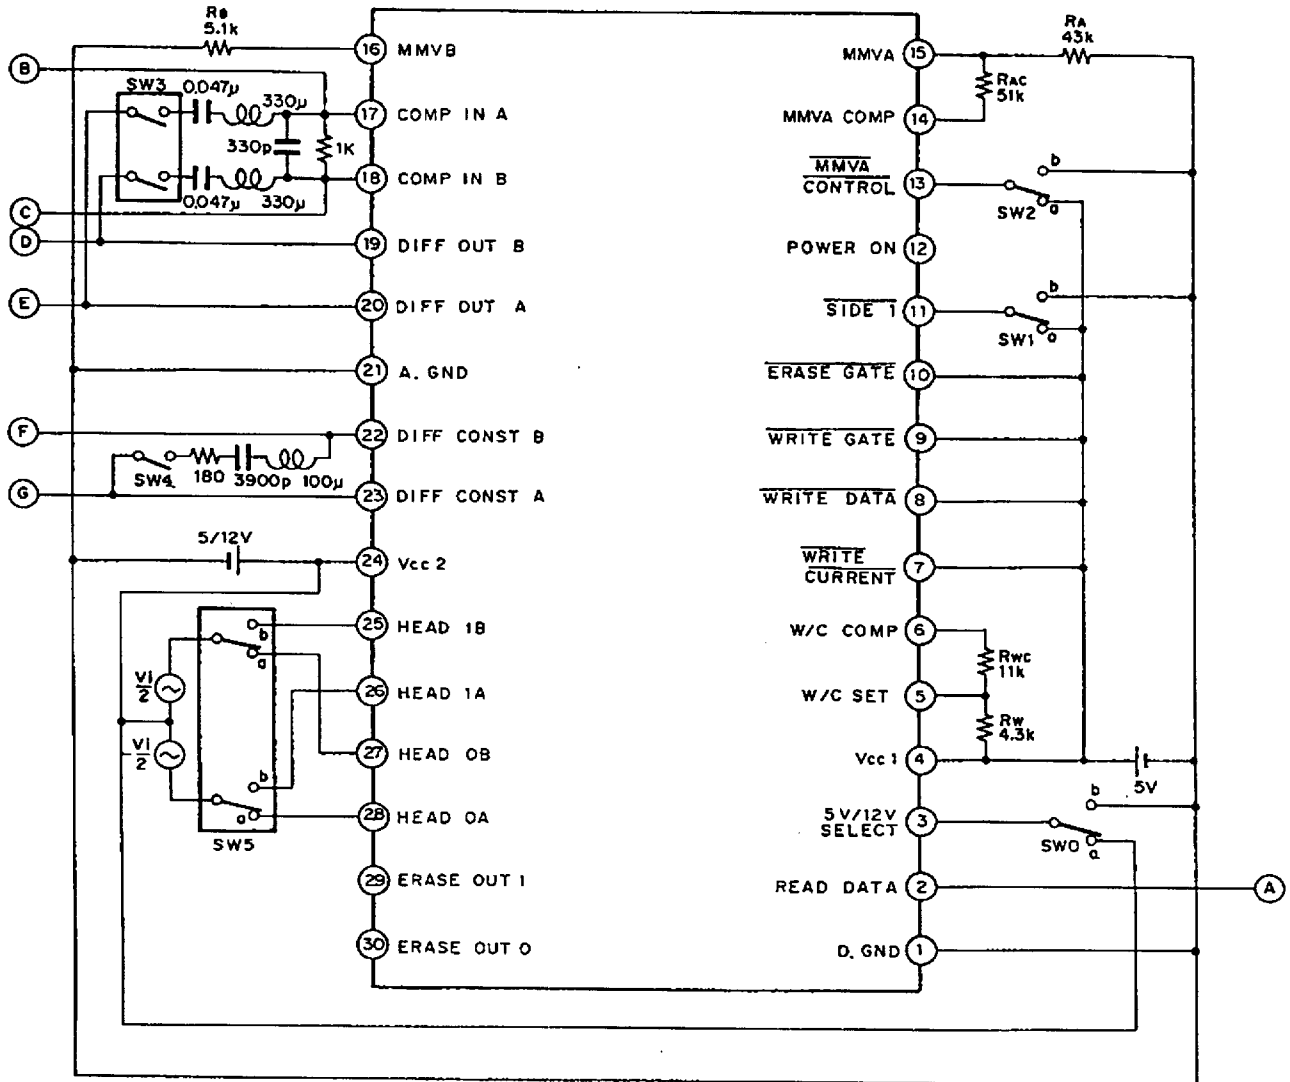 RB
5.1k
16 MMVB
B
SW3
0.047μ
330μ
17 COMP IN A
330p
1K
18 COMP IN B
0.047μ
330μ
C
D
19 DIFF OUT B
E
20 DIFF OUT A
21 A. GND
F
22 DIFF CONST B
SW4
180
3900p
100μ
G
23 DIFF CONST A
5/12V
24 Vcc 2
b
a
25 HEAD 1B
Vi
2
26 HEAD 1A
-Vi
2
27 HEAD 0B
b
a
28 HEAD 0A
SW5
29 ERASE OUT 1
30 ERASE OUT 0
RA
43k
MMVA 15
RAC
51k
MMVA COMP 14
MMVA
CONTROL 13
b
a
SW2
POWER ON 12
SIDE 1 11
b
a
SW1
ERASE GATE 10
WRITE GATE 9
WRITE DATA 8
WRITE
CURRENT 7
W/C COMP 6
RWC
11k
W/C SET 5
RW
4.3k
Vcc 1 4
5V
5V/12V
SELECT 3
b
a
SW0
READ DATA 2
A
D. GND 1